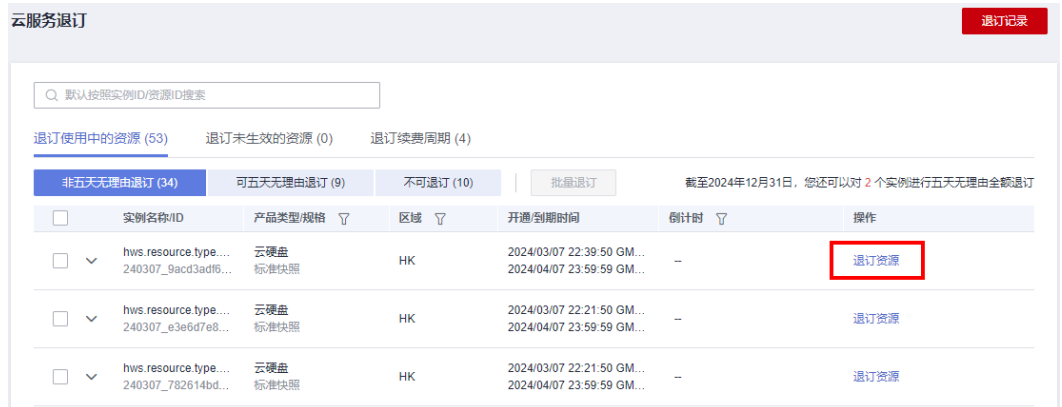 云服务退订
退订记录
默认按照实例ID/资源ID搜索
退订使用中的资源 (53) 退订未生效的资源 (0) 退订续费周期 (4)
非五天无理由退订 (34) 可五天无理由退订 (9) 不可退订 (10) 批量退订 截至2024年12月31日，您还可以对 2 个实例进行五天无理由全额退订
实例名称/ID 产品类型/规格 区域 开通/到期时间 倒计时 操作
hws.resource.type.... 云硬盘 HK 2024/03/07 22:39:50 GM... -- 退订资源
240307_9acd3adf6... 标准快照 2024/04/07 23:59:59 GM...
hws.resource.type.... 云硬盘 HK 2024/03/07 22:21:50 GM... -- 退订资源
240307_e3e6d7e8... 标准快照 2024/04/07 23:59:59 GM...
hws.resource.type.... 云硬盘 HK 2024/03/07 22:21:50 GM... -- 退订资源
240307_782614bd... 标准快照 2024/04/07 23:59:59 GM...